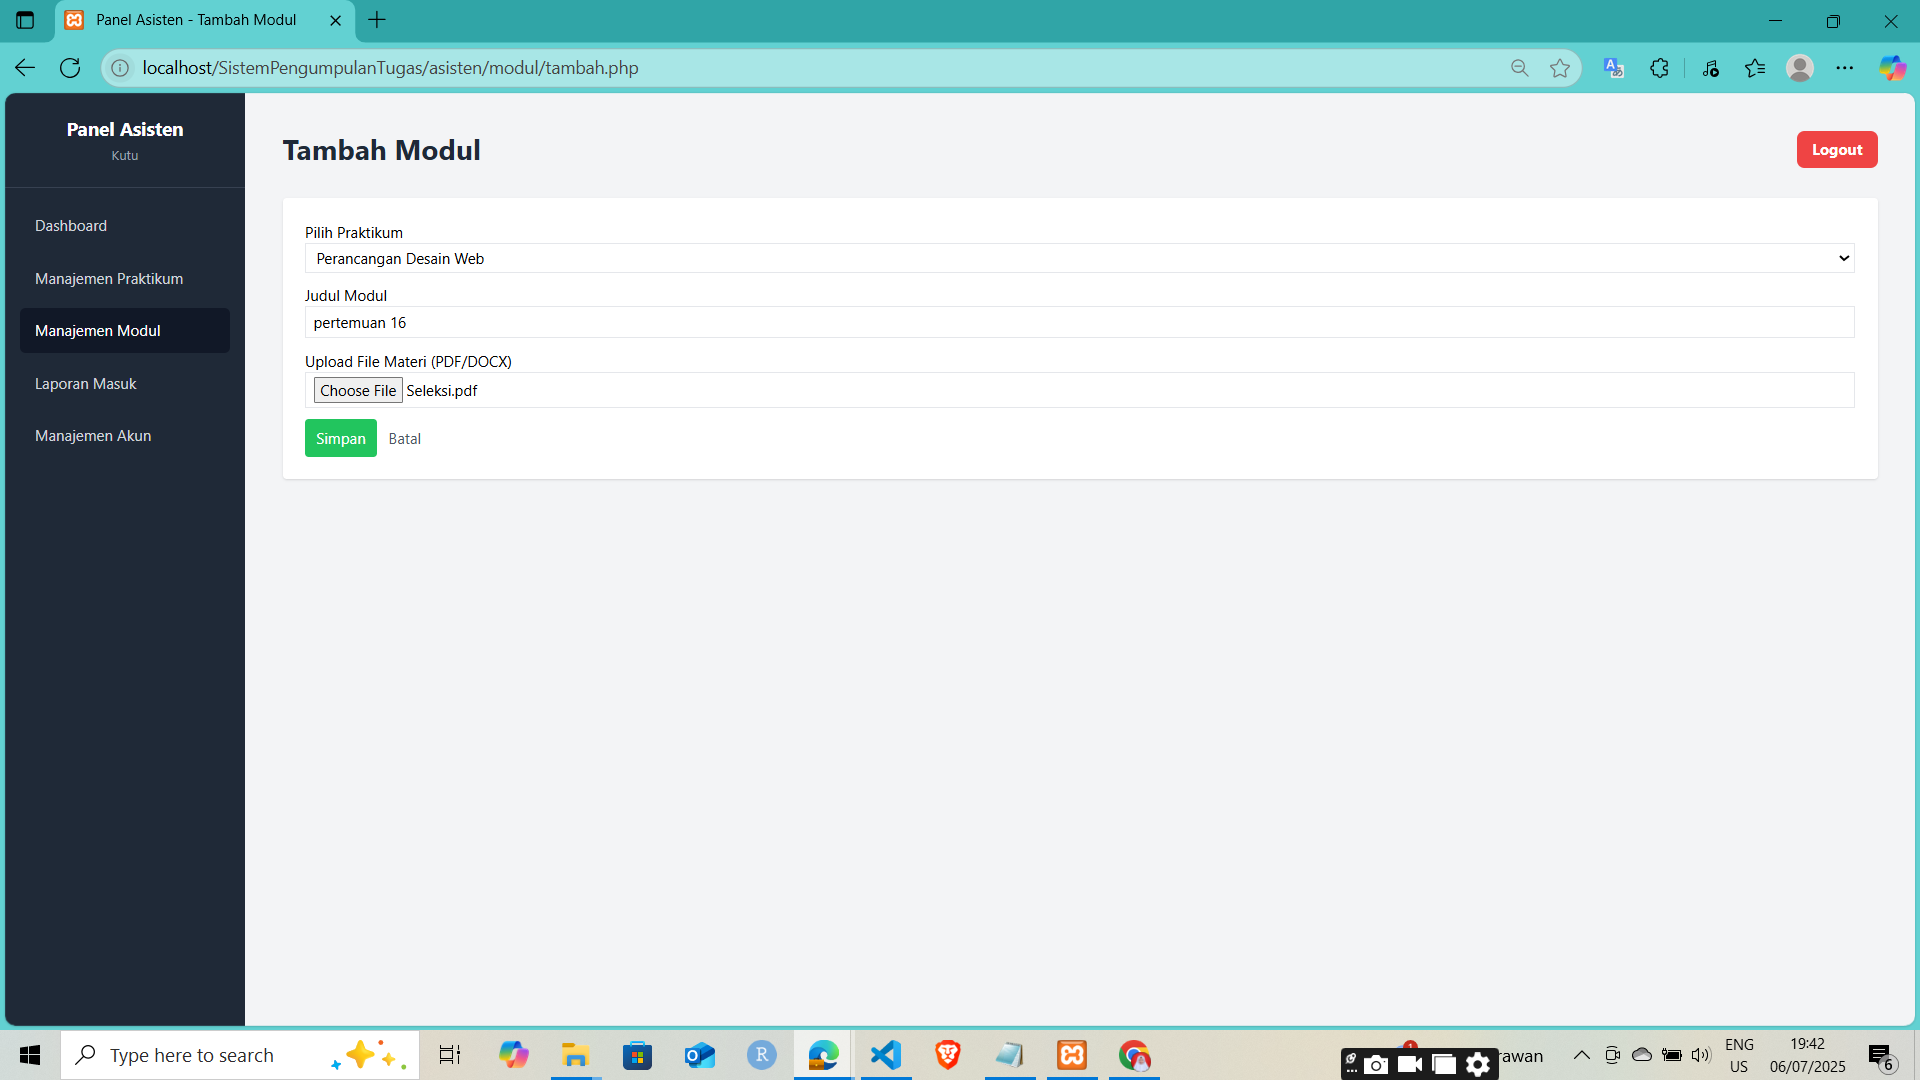 Panel Asisten - Tambah Modul
localhost/SistemPengumpulanTugas/asisten/modul/tambah.php
Panel Asisten
Kutu
Dashboard
Manajemen Praktikum
Manajemen Modul
Laporan Masuk
Manajemen Akun
Tambah Modul
Logout
Pilih Praktikum
Perancangan Desain Web
Judul Modul
pertemuan 16
Upload File Materi (PDF/DOCX)
Choose File Seleksi.pdf
Simpan Batal
Type here to search
rawan
ENG
US
19:42
06/07/2025
6